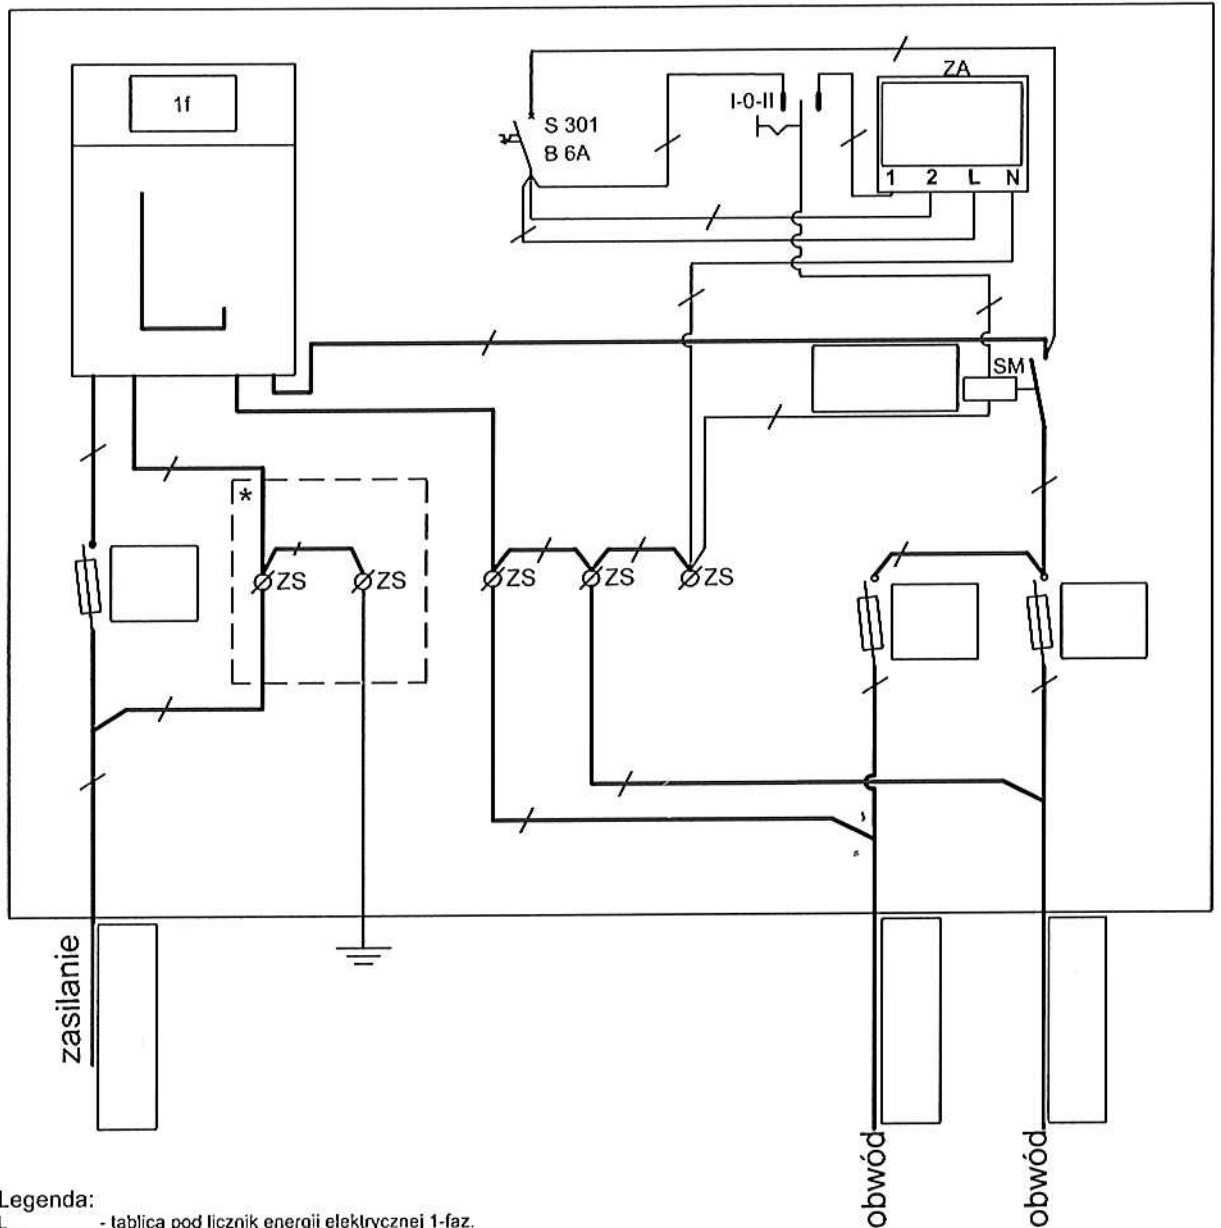 1f
S 301
B 6A
I-0-II
ZA
1 2 L N
SM
*
ZS
ZS
ZS
ZS
ZS
zasilanie
obwód
obwód
Legenda:
L - tablica pod licznik energii elektrycznej 1-faz.